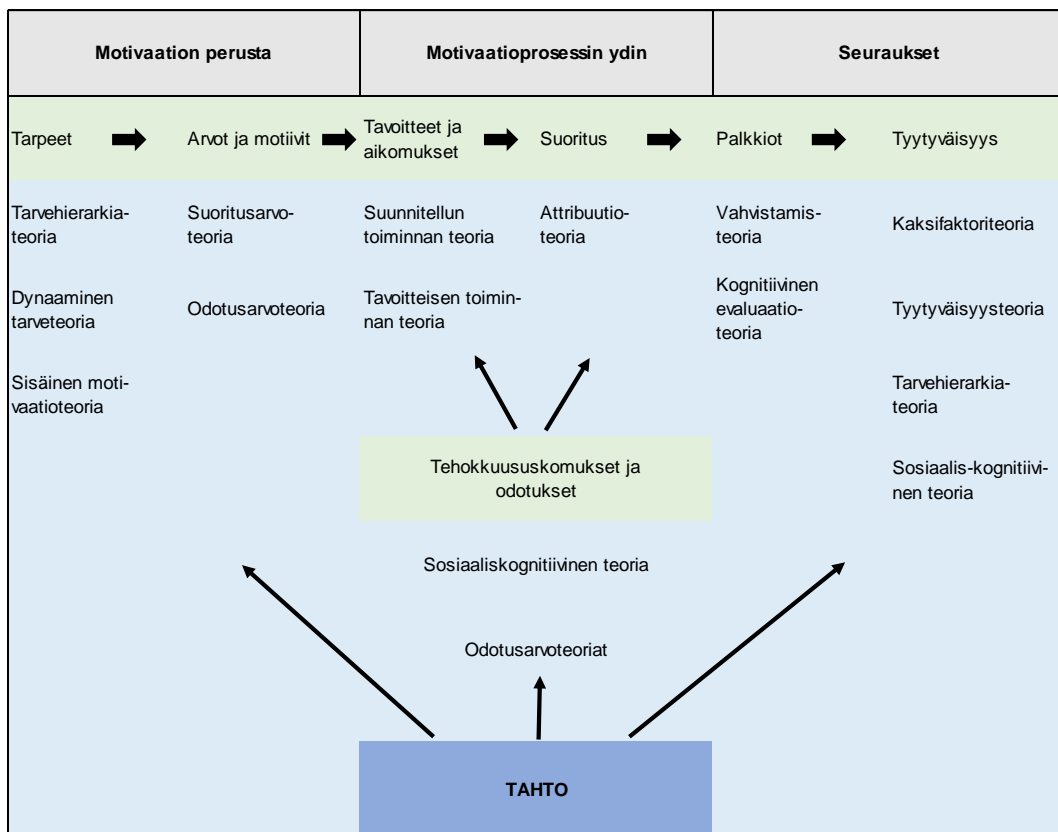 Motivaation perusta
Motivaatioprosessin ydin
Seuraukset
Tarpeet
Arvot ja motiivit
Tavoitteet ja
aikomukset
Suoritus
Palkkiot
Tyytyväisyys
Tarvehierarkia-
teoria
Suoritusarvo-
teoria
Suunnitellun
toiminnan teoria
Attribuutio-
teoria
Vahvistamis-
teoria
Kaksifaktoriteoria
Dynaaminen
tarveteoria
Odotusarvoteoria
Tavoitteisen toimin-
nan teoria
Kognitiivinen
evaluaatio-
teoria
Tyytyväisyysteoria
Sisäinen moti-
vaatioteoria
Tarvehierarkia-
teoria
Tehokkuususkomukset ja
odotukset
Sosiaalis-kognitiivi-
nen teoria
Sosiaaliskognitiivinen teoria
Odotusarvoteoriat
TAHTO